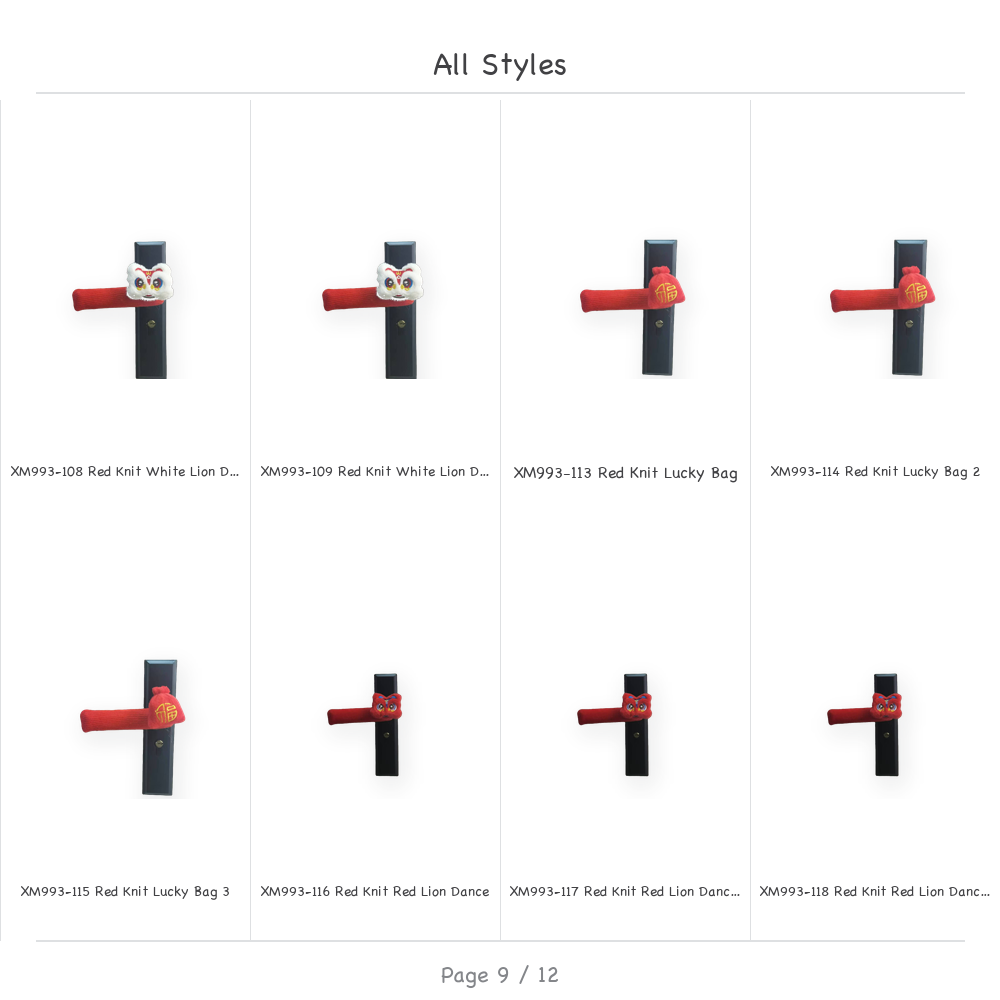 All Styles
XM993-108 Red Knit White Lion D...
XM993-109 Red Knit White Lion D...
XM993-113 Red Knit Lucky Bag
XM993-114 Red Knit Lucky Bag 2
福
福
福
XM993-115 Red Knit Lucky Bag 3
XM993-116 Red Knit Red Lion Dance
XM993-117 Red Knit Red Lion Danc...
XM993-118 Red Knit Red Lion Danc...
Page 9 / 12